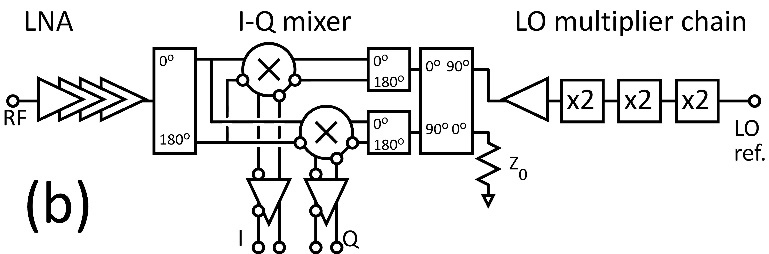 LNA
I-Q mixer
LO multiplier chain
0°
180°
0°
180°
0°
180°
0° 90°
90° 0°
x2
x2
x2
RF
LO
ref.
Z0
(b)
I
Q